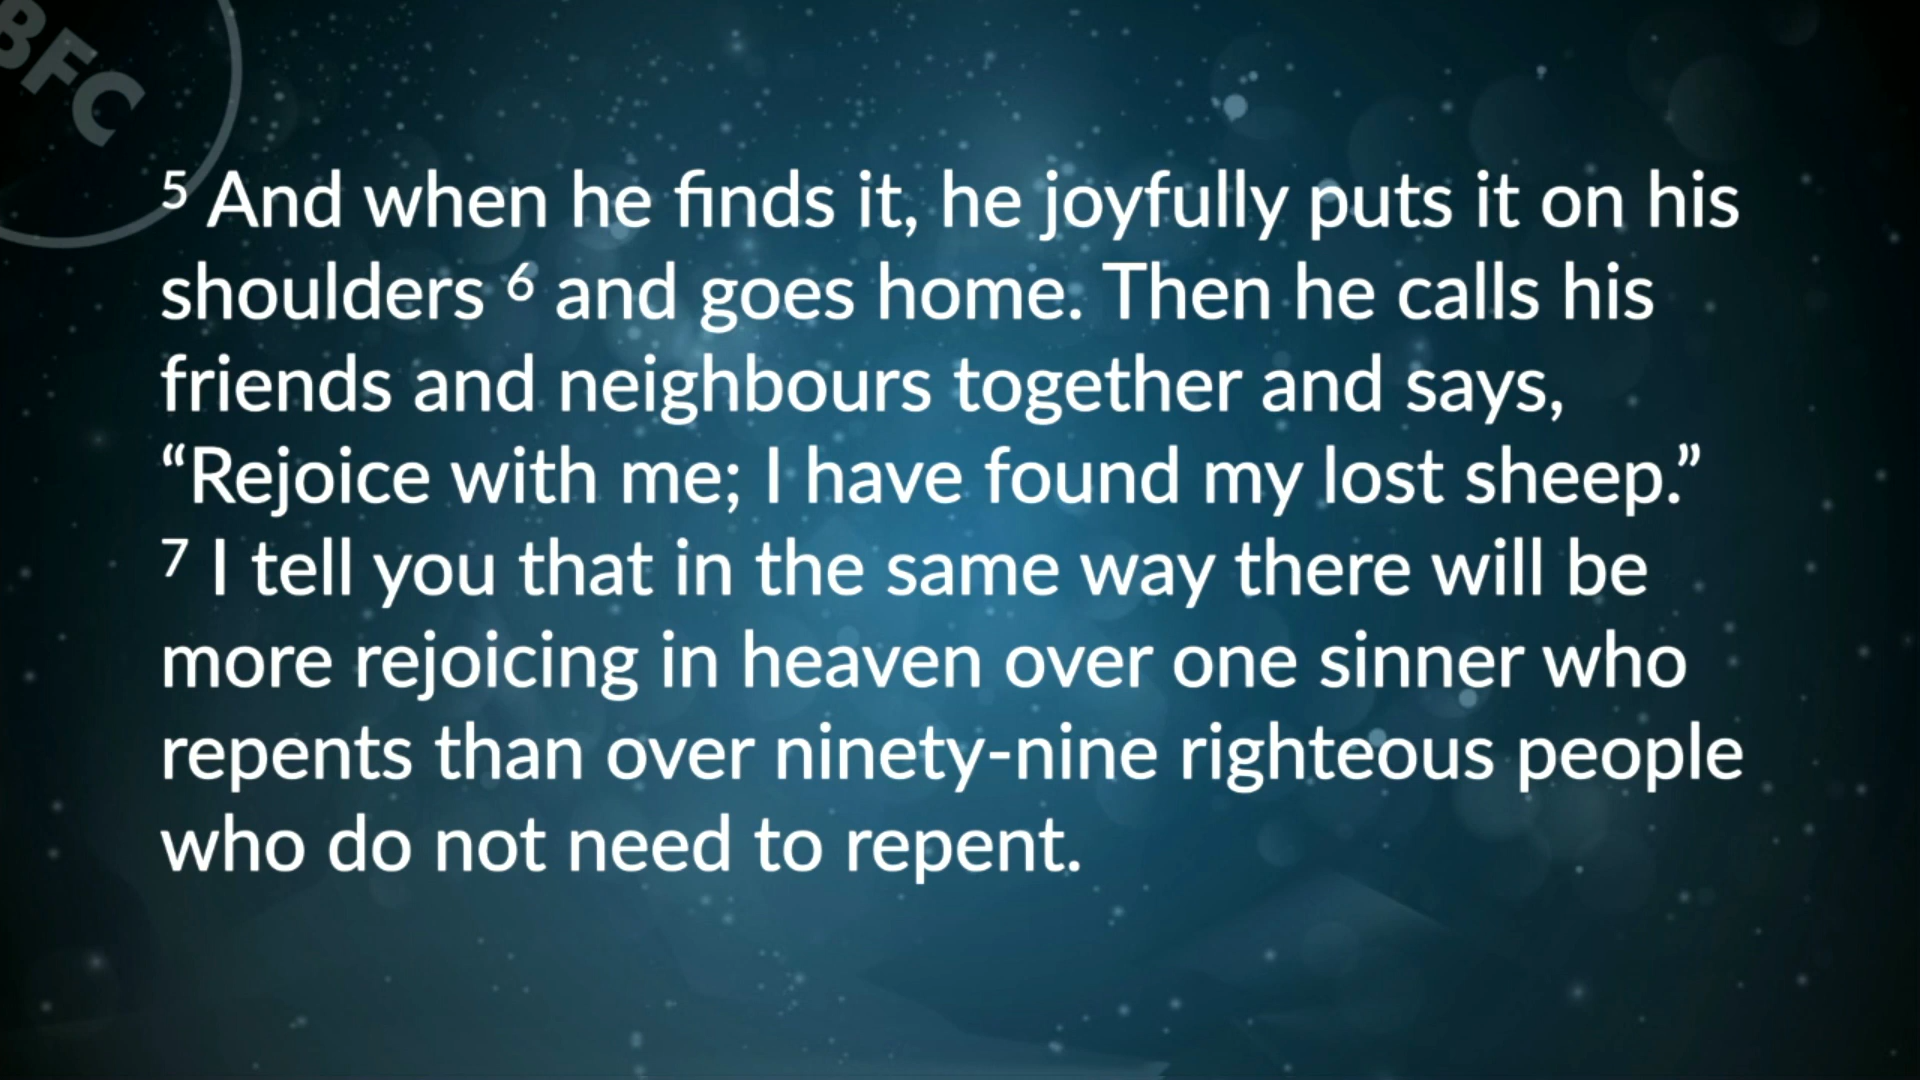 BFC
⁵ And when he finds it, he joyfully puts it on his
shoulders ⁶ and goes home. Then he calls his
friends and neighbours together and says,
“Rejoice with me; I have found my lost sheep.”
⁷ I tell you that in the same way there will be
more rejoicing in heaven over one sinner who
repents than over ninety-nine righteous people
who do not need to repent.